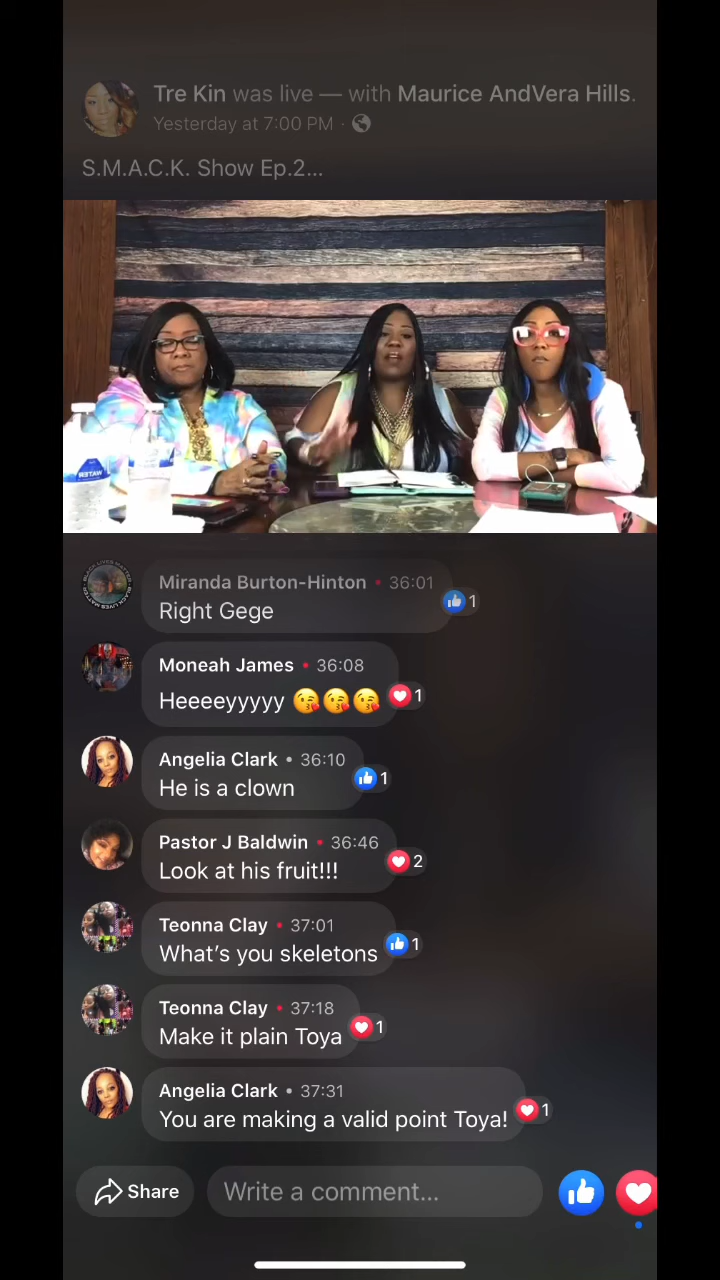 Tre Kin was live — with Maurice AndVera Hills.
Yesterday at 7:00 PM ·
S.M.A.C.K. Show Ep.2...
WATER
Miranda Burton-Hinton • 36:01
Right Gege
1
Moneah James • 36:08
Heeeeyyyyy 😘😘😘
1
Angelia Clark • 36:10
He is a clown
1
Pastor J Baldwin • 36:46
Look at his fruit!!!
2
Teonna Clay • 37:01
What's you skeletons
1
Teonna Clay • 37:18
Make it plain Toya
1
Angelia Clark • 37:31
You are making a valid point Toya!
1
Share
Write a comment...